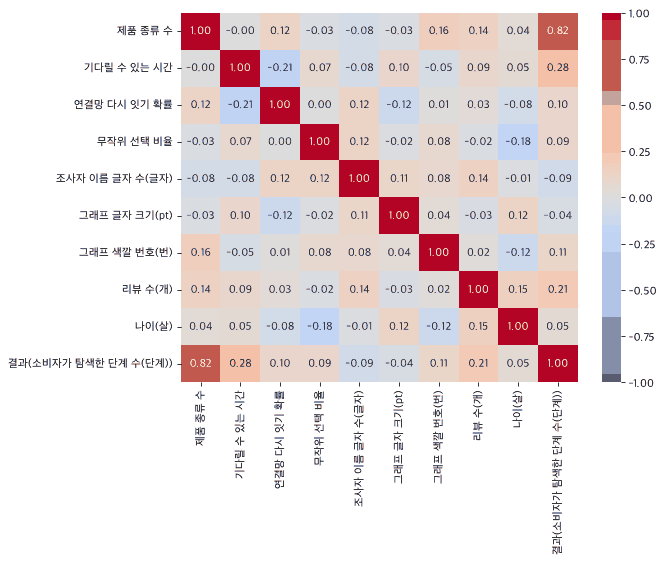 제품 종류 수 1.00 -0.00 0.12 -0.03 -0.08 -0.03 0.16 0.14 0.04 0.82
기다릴 수 있는 시간 -0.00 1.00 -0.21 0.07 -0.08 0.10 -0.05 0.09 0.05 0.28
연결망 다시 잇기 확률 0.12 -0.21 1.00 0.00 0.12 -0.12 0.01 0.03 -0.08 0.10
무작위 선택 비율 -0.03 0.07 0.00 1.00 0.12 -0.02 0.08 -0.02 -0.18 0.09
조사자 이름 글자 수(글자) -0.08 -0.08 0.12 0.12 1.00 0.11 0.08 0.14 -0.01 -0.09
그래프 글자 크기(pt) -0.03 0.10 -0.12 -0.02 0.11 1.00 0.04 -0.03 0.12 -0.04
그래프 색깔 번호(번) 0.16 -0.05 0.01 0.08 0.08 0.04 1.00 0.02 -0.12 0.11
리뷰 수(개) 0.14 0.09 0.03 -0.02 0.14 -0.03 0.02 1.00 0.15 0.21
나이(살) 0.04 0.05 -0.08 -0.18 -0.01 0.12 -0.12 0.15 1.00 0.05
결과(소비자가 탐색한 단계 수(단계)) 0.82 0.28 0.10 0.09 -0.09 -0.04 0.11 0.21 0.05 1.00
제품 종류 수
기다릴 수 있는 시간
연결망 다시 잇기 확률
무작위 선택 비율
조사자 이름 글자 수(글자)
그래프 글자 크기(pt)
그래프 색깔 번호(번)
리뷰 수(개)
나이(살)
결과(소비자가 탐색한 단계 수(단계))
1.00
0.75
0.50
0.25
0.00
-0.25
-0.50
-0.75
-1.00